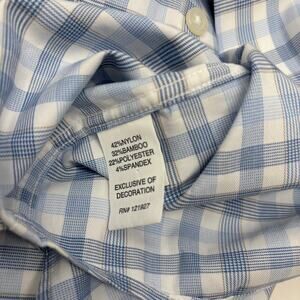 42%NYLON
32%BAMBOO
22%POLYESTER
4%SPANDEX
EXCLUSIVE OF
DECORATION
RN# 121927